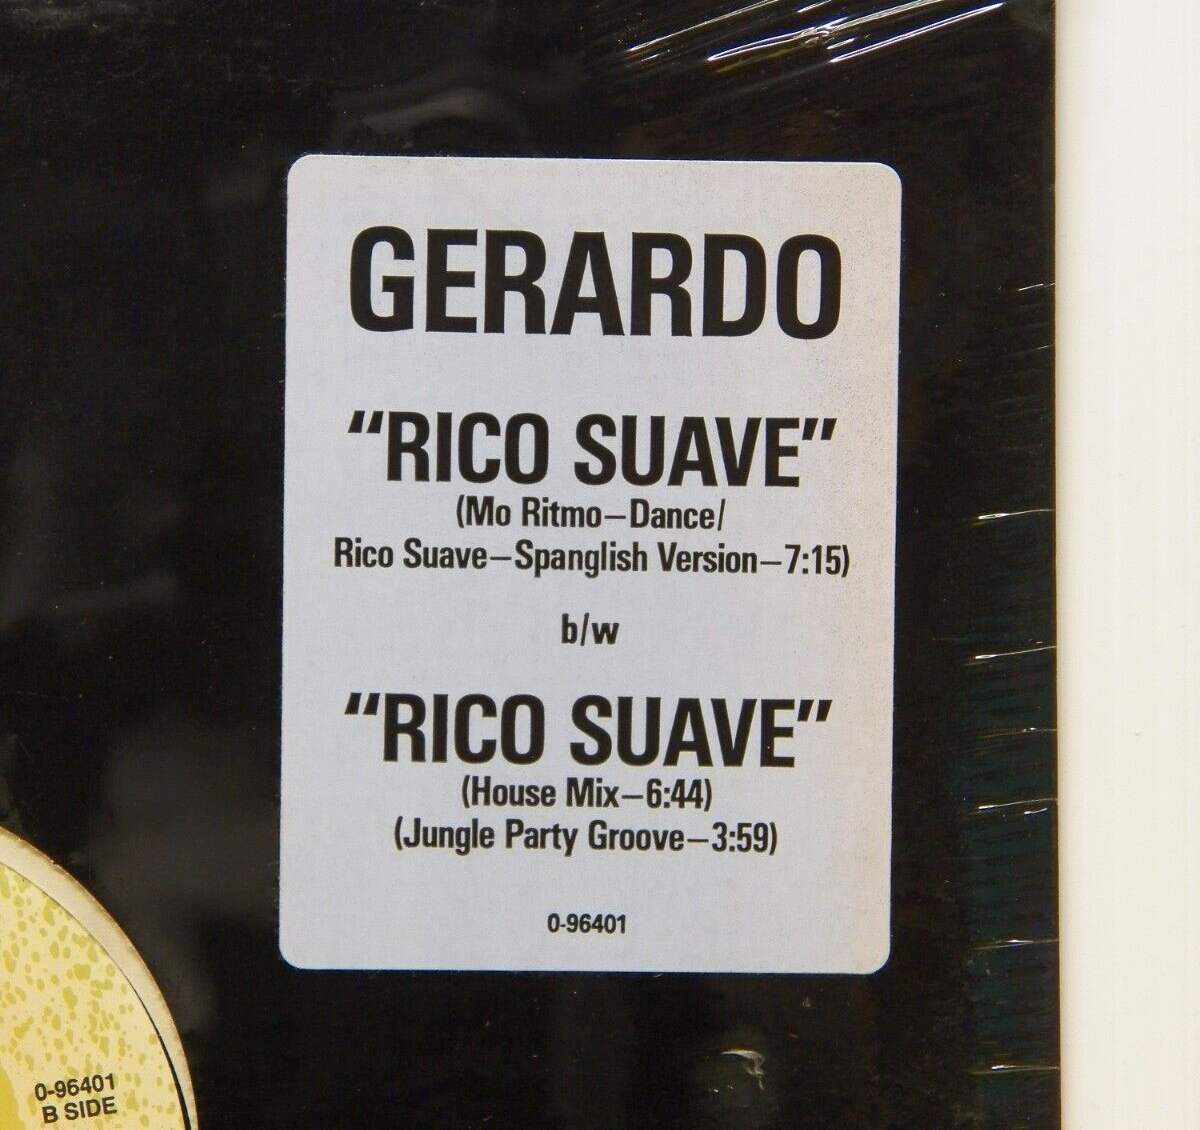 GERARDO
“RICO SUAVE”
(Mo Ritmo–Dance/
Rico Suave–Spanglish Version–7:15)
b/w
“RICO SUAVE”
(House Mix–6:44)
(Jungle Party Groove–3:59)
0-96401
0-96401
B SIDE